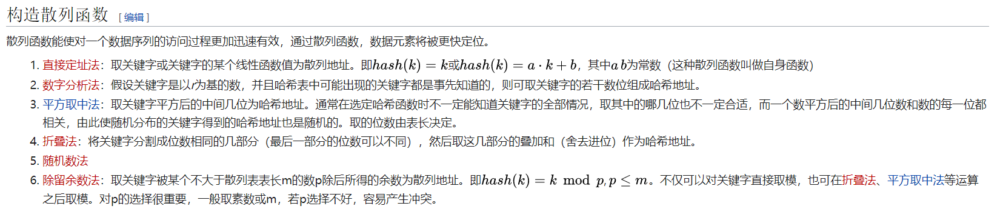 构造散列函数 [编辑]
散列函数能使对一个数据序列的访问过程更加迅速有效，通过散列函数，数据元素将被更快定位。
1. 直接定址法：取关键字或关键字的某个线性函数值为散列地址。即hash(k) = k或hash(k) = a · k + b，其中a b为常数（这种散列函数叫做自身函数）
2. 数字分析法：假设关键字是以r为基的数，并且哈希表中可能出现的关键字都是事先知道的，则可取关键字的若干数位组成哈希地址。
3. 平方取中法：取关键字平方后的中间几位为哈希地址。通常在选定哈希函数时不一定能知道关键字的全部情况，取其中的哪几位也不一定合适，而一个数平方后的中间几位数和数的每一位都
相关，由此使随机分布的关键字得到的哈希地址也是随机的。取的位数由表长决定。
4. 折叠法：将关键字分割成位数相同的几部分（最后一部分的位数可以不同），然后取这几部分的叠加和（舍去进位）作为哈希地址。
5. 随机数法
6. 除留余数法：取关键字被某个不大于散列表表长m的数p除后所得的余数为散列地址。即hash(k) = k mod p, p ≤ m。不仅可以对关键字直接取模，也可在折叠法、平方取中法等运算
之后取模。对p的选择很重要，一般取素数或m，若p选择不好，容易产生冲突。